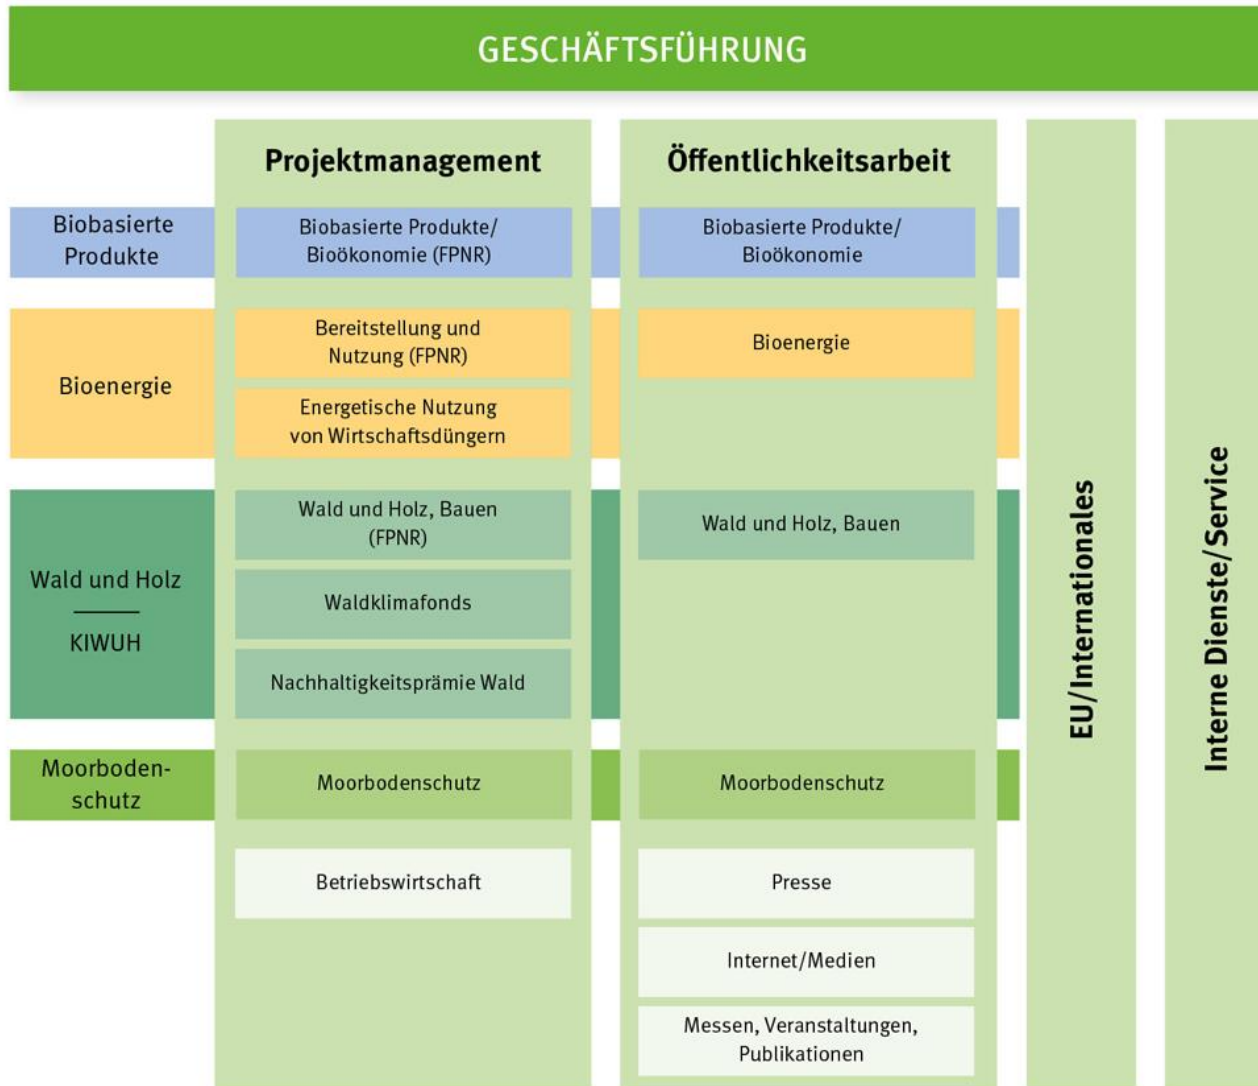 GESCHÄFTSFÜHRUNG
Projektmanagement
Öffentlichkeitsarbeit
Biobasierte
Produkte
Biobasierte Produkte/
Bioökonomie (FPNR)
Biobasierte Produkte/
Bioökonomie
Bioenergie
Bereitstellung und
Nutzung (FPNR)
Bioenergie
Energetische Nutzung
von Wirtschaftsdüngern
Wald und Holz
KIWUH
Wald und Holz, Bauen
(FPNR)
Wald und Holz, Bauen
Waldklimafonds
Nachhaltigkeitsprämie Wald
Moorboden-
schutz
Moorbodenschutz
Moorbodenschutz
Betriebswirtschaft
Presse
Internet/Medien
Messen, Veranstaltungen,
Publikationen
EU/Internationales
Interne Dienste/Service